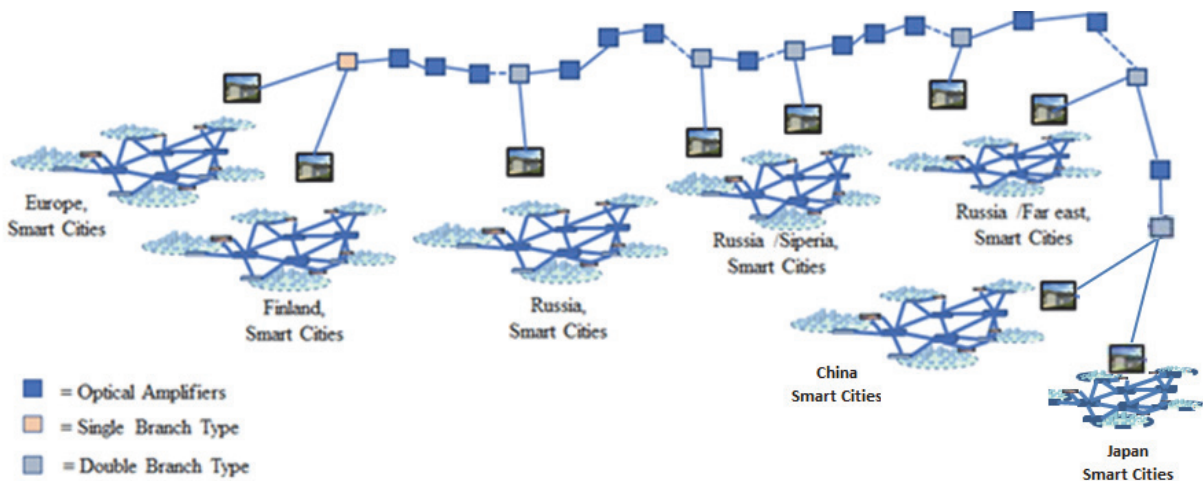 Europe,
Smart Cities
Finland,
Smart Cities
Russia,
Smart Cities
Russia /Siperia,
Smart Cities
Russia /Far east,
Smart Cities
China
Smart Cities
Japan
Smart Cities
= Optical Amplifiers
= Single Branch Type
= Double Branch Type